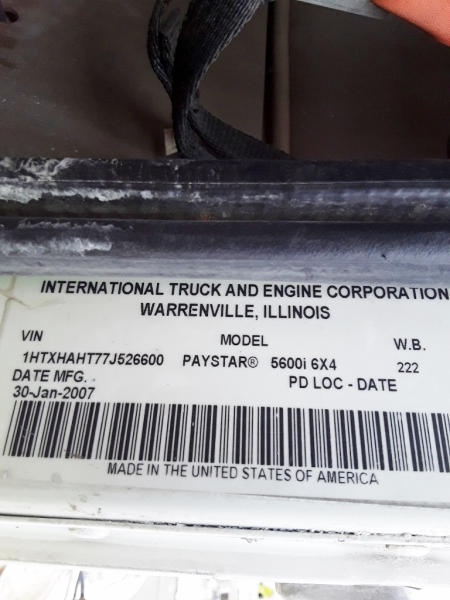 INTERNATIONAL TRUCK AND ENGINE CORPORATION
WARRENVILLE, ILLINOIS
VIN MODEL W.B.
1HTXHAHT77J526600 PAYSTAR® 5600i 6X4 222
DATE MFG. PD LOC - DATE
30-Jan-2007
MADE IN THE UNITED STATES OF AMERICA